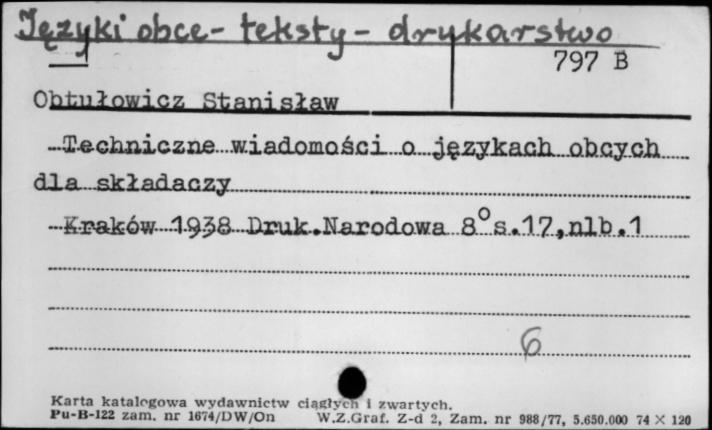 Języki obce - teksty - drukarstwo
797 B
Obtułowicz Stanisław
Techniczne wiadomości o językach obcych
dla składaczy
Kraków 1938 Druk.Narodowa 8° s.17,nlb.1
6
Karta katalogowa wydawnictw ciągłych i zwartych.
Pu-B-122 zam. nr 1674/DW/On W.Z.Graf. Z-d 2, Zam. nr 988/77, 5.650.000 74 X 120